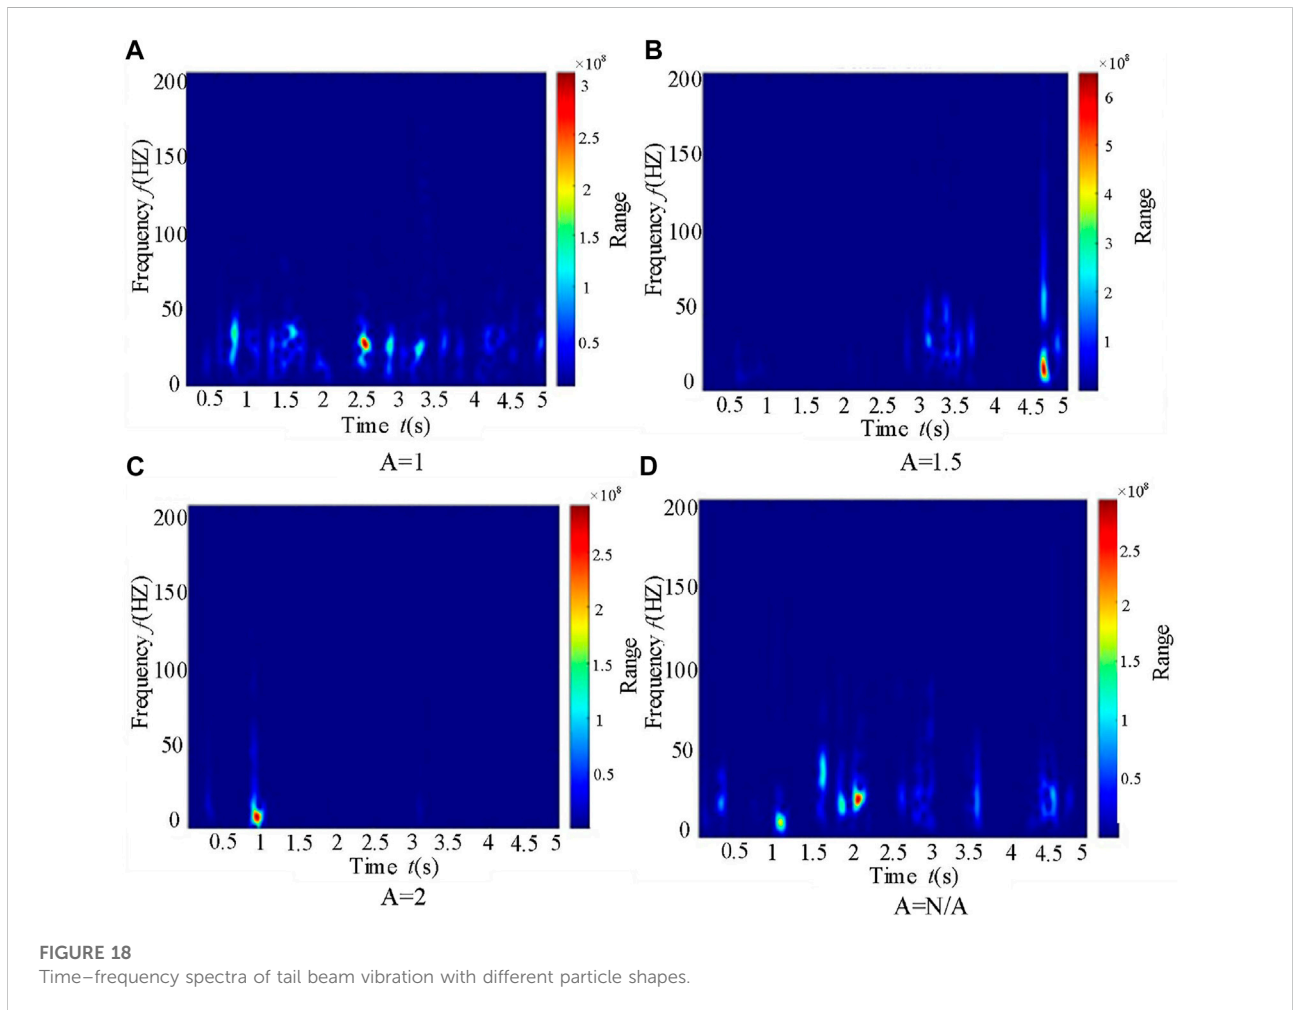 A
×10⁸
200
150
100
50
0
Frequency f(HZ)
0.5 1 1.5 2 2.5 3 3.5 4 4.5 5
Time t(s)
3
2.5
2
1.5
1
0.5
Range
A=1
B
×10⁸
200
150
100
50
0
Frequency f(HZ)
0.5 1 1.5 2 2.5 3 3.5 4 4.5 5
Time t(s)
6
5
4
3
2
1
Range
A=1.5
C
×10⁸
200
150
100
50
0
Frequency f(HZ)
0.5 1 1.5 2 2.5 3 3.5 4 4.5 5
Time t(s)
2.5
2
1.5
1
0.5
Range
A=2
D
×10⁸
200
150
100
50
0
Frequency f(HZ)
0.5 1 1.5 2 2.5 3 3.5 4 4.5 5
Time t(s)
2.5
2
1.5
1
0.5
Range
A=N/A
FIGURE 18
Time–frequency spectra of tail beam vibration with different particle shapes.